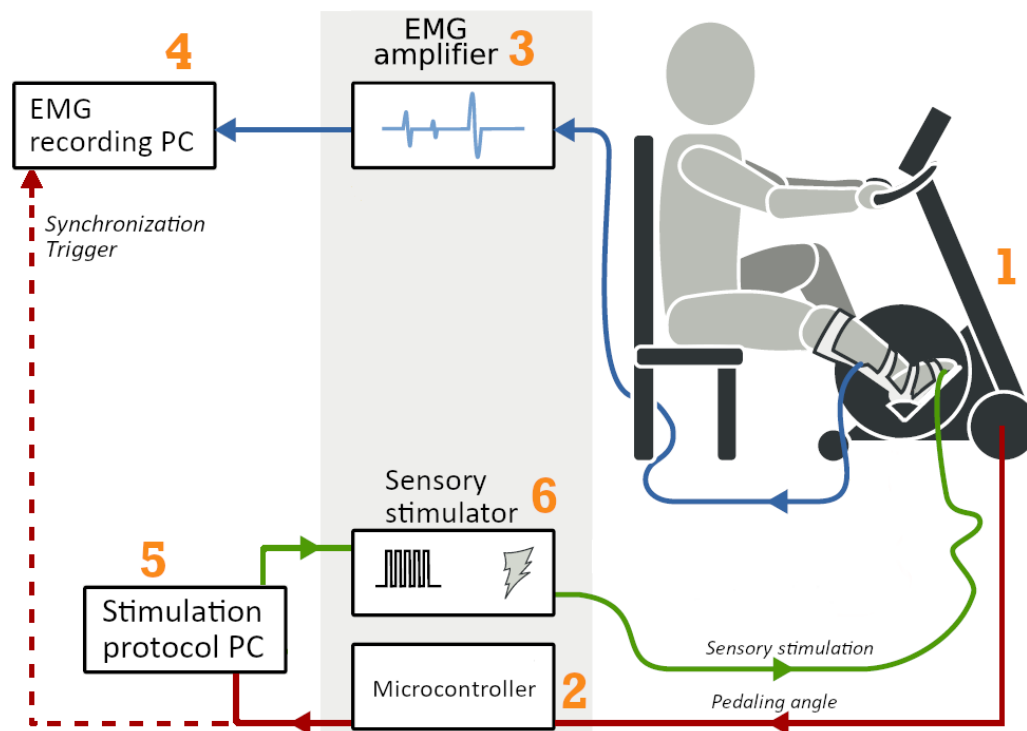 EMG
amplifier
3
4
EMG
recording PC
Synchronization
Trigger
1
Sensory
stimulator
6
5
Stimulation
protocol PC
Sensory stimulation
Microcontroller
2
Pedaling angle